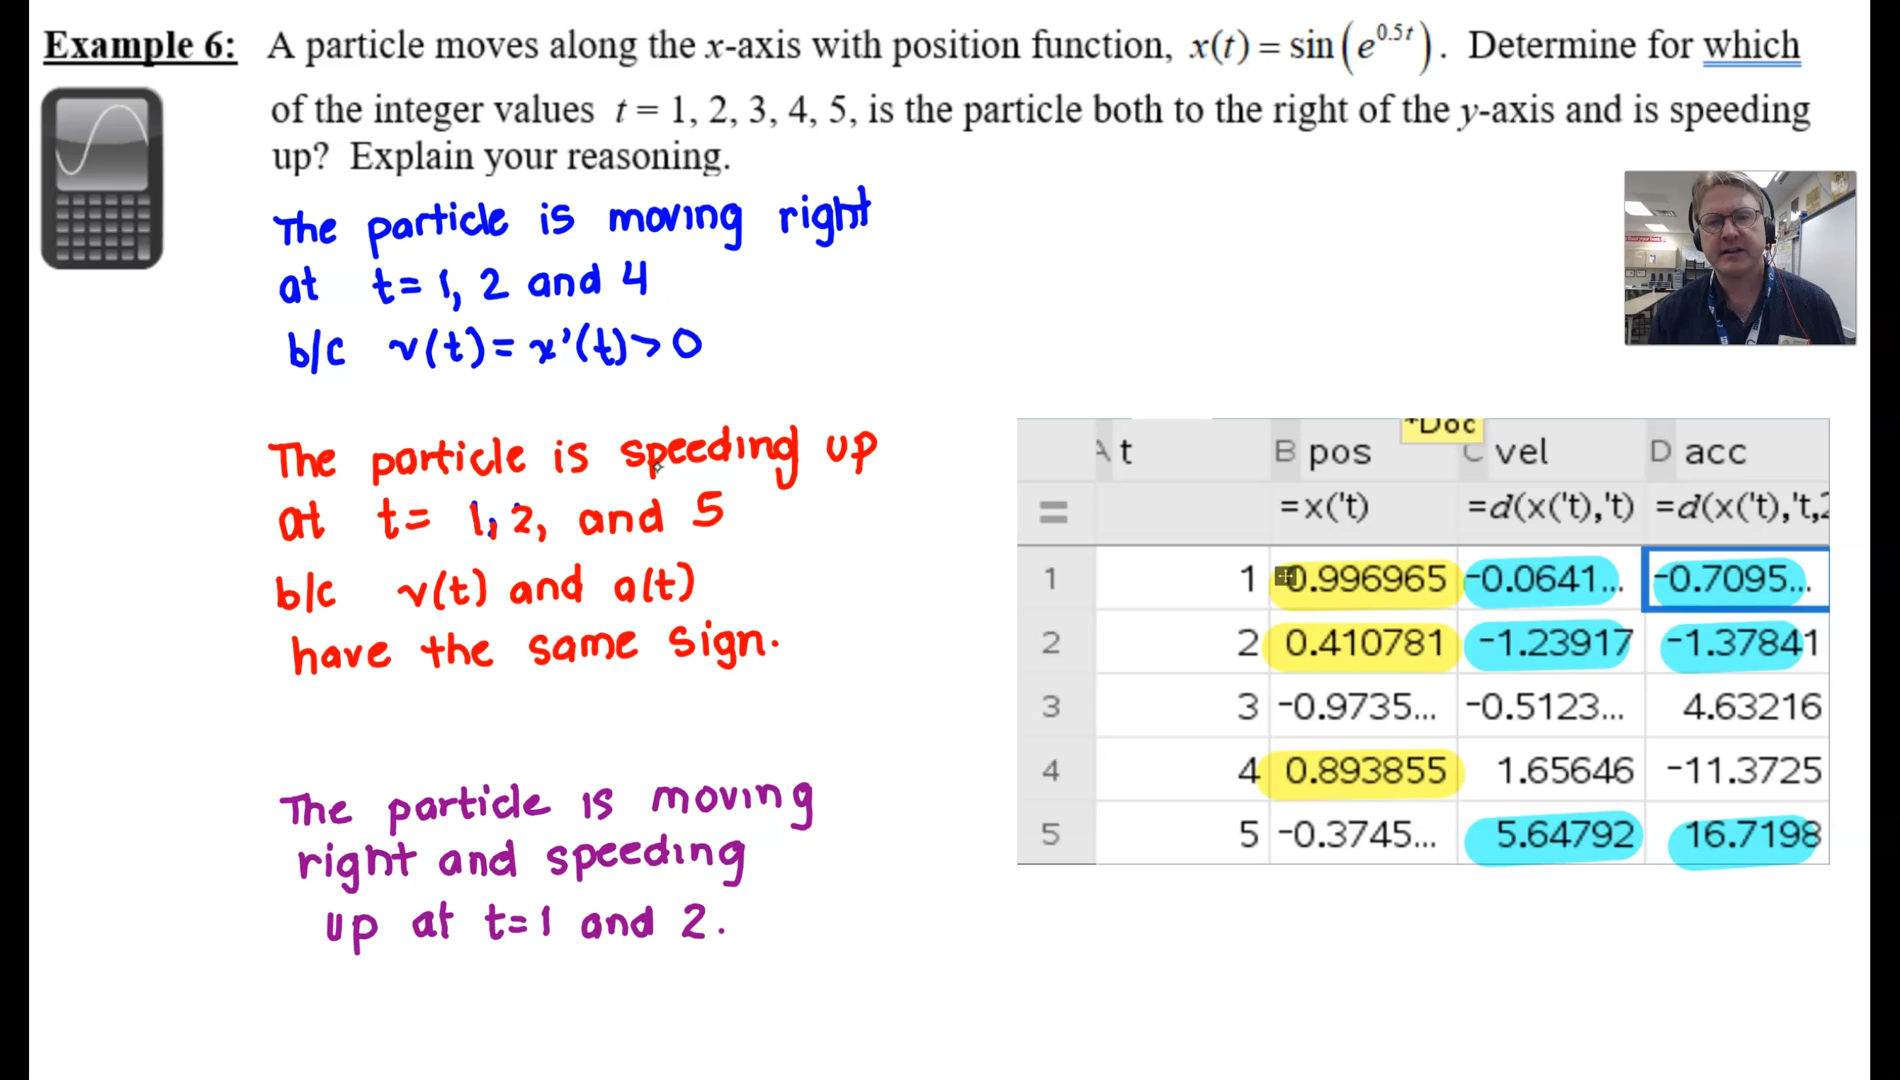 Example 6: A particle moves along the x-axis with position function, x(t) = sin(e^{0.5t}). Determine for which
of the integer values t = 1, 2, 3, 4, 5, is the particle both to the right of the y-axis and is speeding
up? Explain your reasoning.
The particle is moving right
at t = 1, 2 and 4
b/c v(t) = x'(t) > 0
The particle is speeding up
at t = 1, 2, and 5
b/c v(t) and a(t)
have the same sign.
The particle is moving
right and speeding
up at t=1 and 2.
*Doc
A t B pos C vel D acc
= =x('t) =d(x('t),'t) =d(x('t),'t,2
1 1 0.996965 -0.0641... -0.7095...
2 2 0.410781 -1.23917 -1.37841
3 3 -0.9735... -0.5123... 4.63216
4 4 0.893855 1.65646 -11.3725
5 5 -0.3745... 5.64792 16.7198